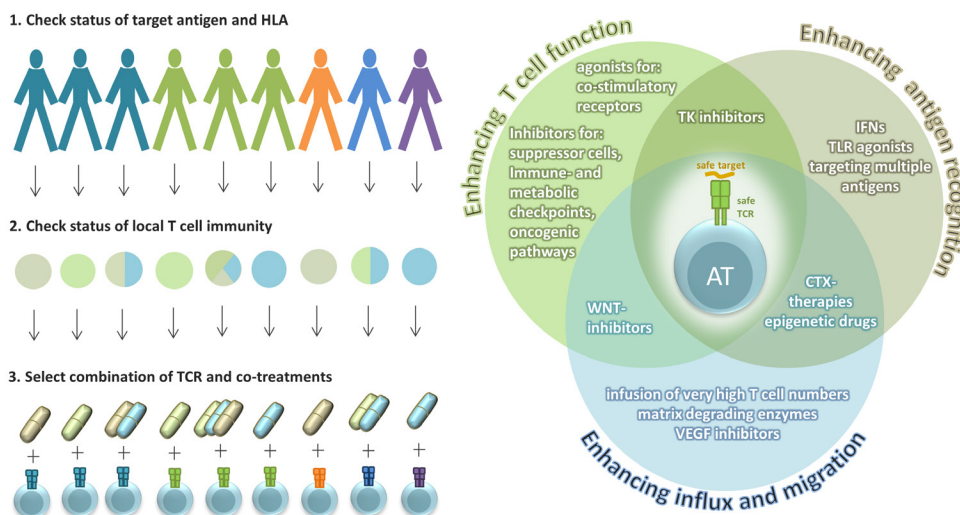 1. Check status of target antigen and HLA
2. Check status of local T cell immunity
3. Select combination of TCR and co-treatments
+ + + + + + + + +
Enhancing T cell function
agonists for:
co-stimulatory
receptors
Inhibitors for:
suppressor cells,
Immune- and
metabolic
checkpoints,
oncogenic
pathways
TK inhibitors
Enhancing antigen recognition
IFNs
TLR agonists
targeting multiple
antigens
safe target
safe
TCR
AT
WNT-
inhibitors
CTX-
therapies
epigenetic drugs
infusion of very high T cell numbers
matrix degrading enzymes
VEGF inhibitors
Enhancing influx and migration